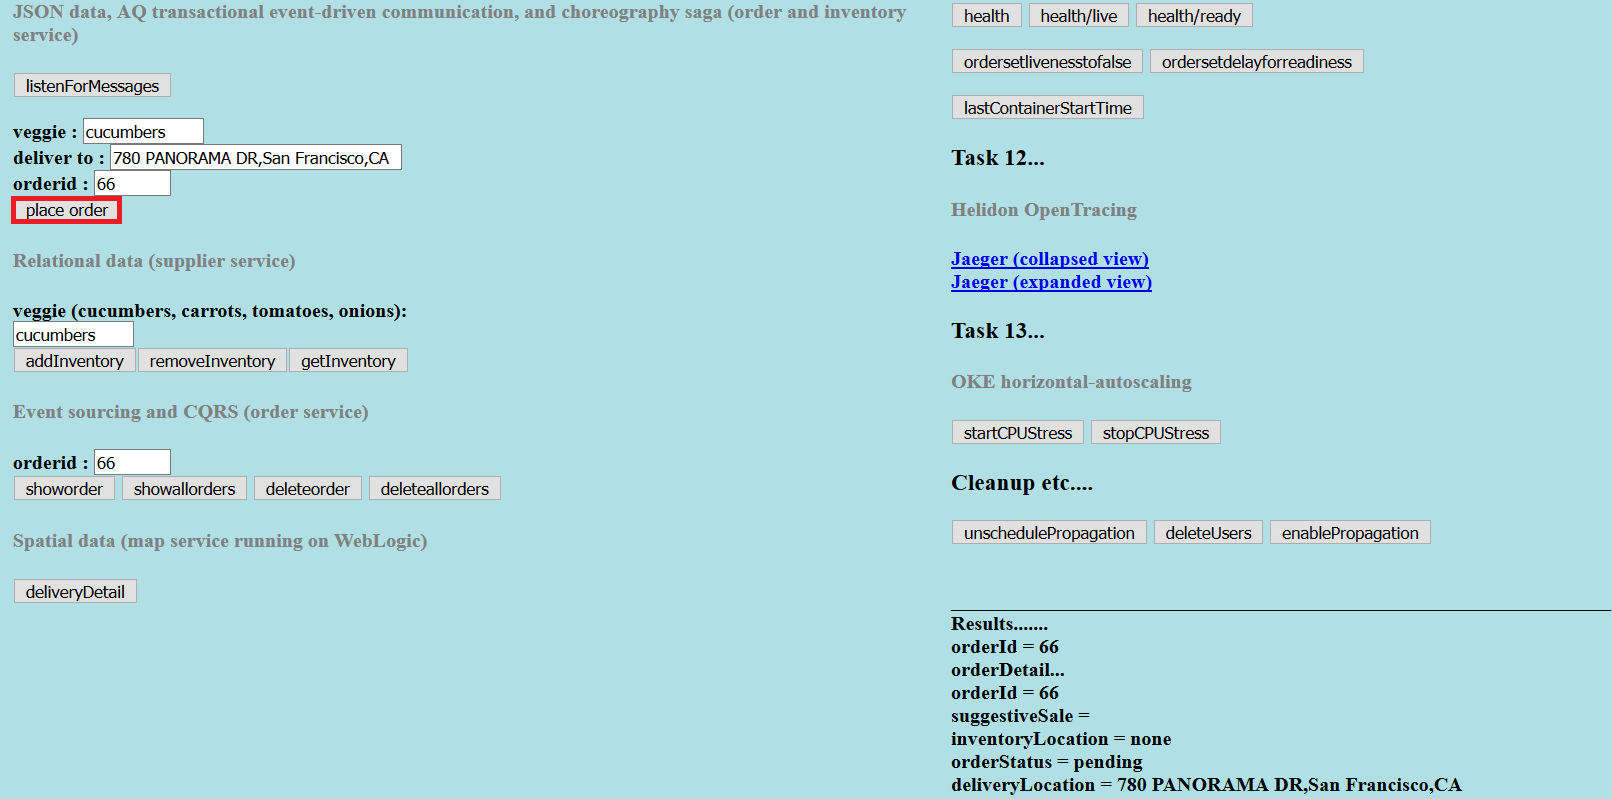 JSON data, AQ transactional event-driven communication, and choreography saga (order and inventory
service)
listenForMessages
veggie : cucumbers
deliver to : 780 PANORAMA DR,San Francisco,CA
orderid : 66
place order
Relational data (supplier service)
veggie (cucumbers, carrots, tomatoes, onions):
cucumbers
addInventory removeInventory getInventory
Event sourcing and CQRS (order service)
orderid : 66
showorder showallorders deleteorder deleteallorders
Spatial data (map service running on WebLogic)
deliveryDetail
health health/live health/ready
ordersetlivenesstofalse ordersetdelayforreadiness
lastContainerStartTime
Task 12...
Helidon OpenTracing
Jaeger (collapsed view)
Jaeger (expanded view)
Task 13...
OKE horizontal-autoscaling
startCPUStress stopCPUStress
Cleanup etc....
unschedulePropagation deleteUsers enablePropagation
Results.......
orderId = 66
orderDetail...
orderId = 66
suggestiveSale =
inventoryLocation = none
orderStatus = pending
deliveryLocation = 780 PANORAMA DR,San Francisco,CA